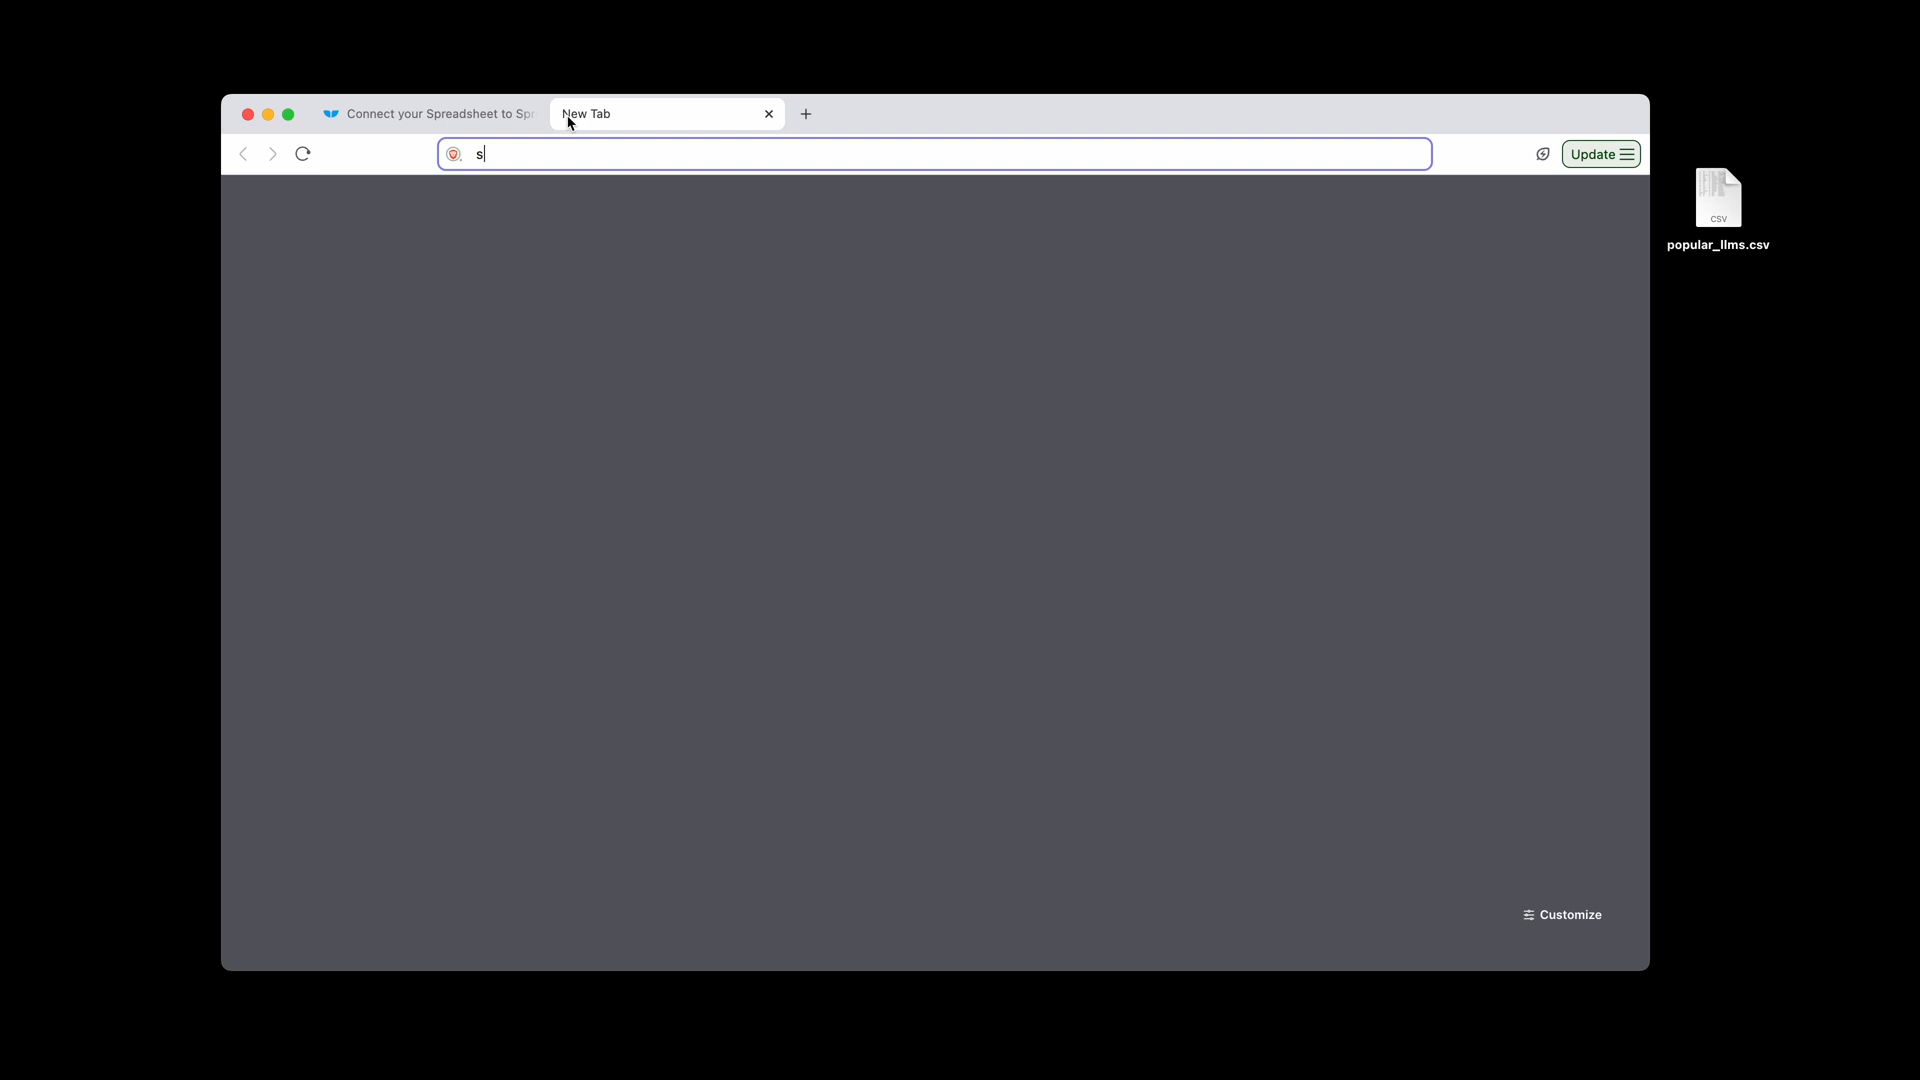 Connect your Spreadsheet to Spr
New Tab
s
Update
CSV
popular_llms.csv
Customize